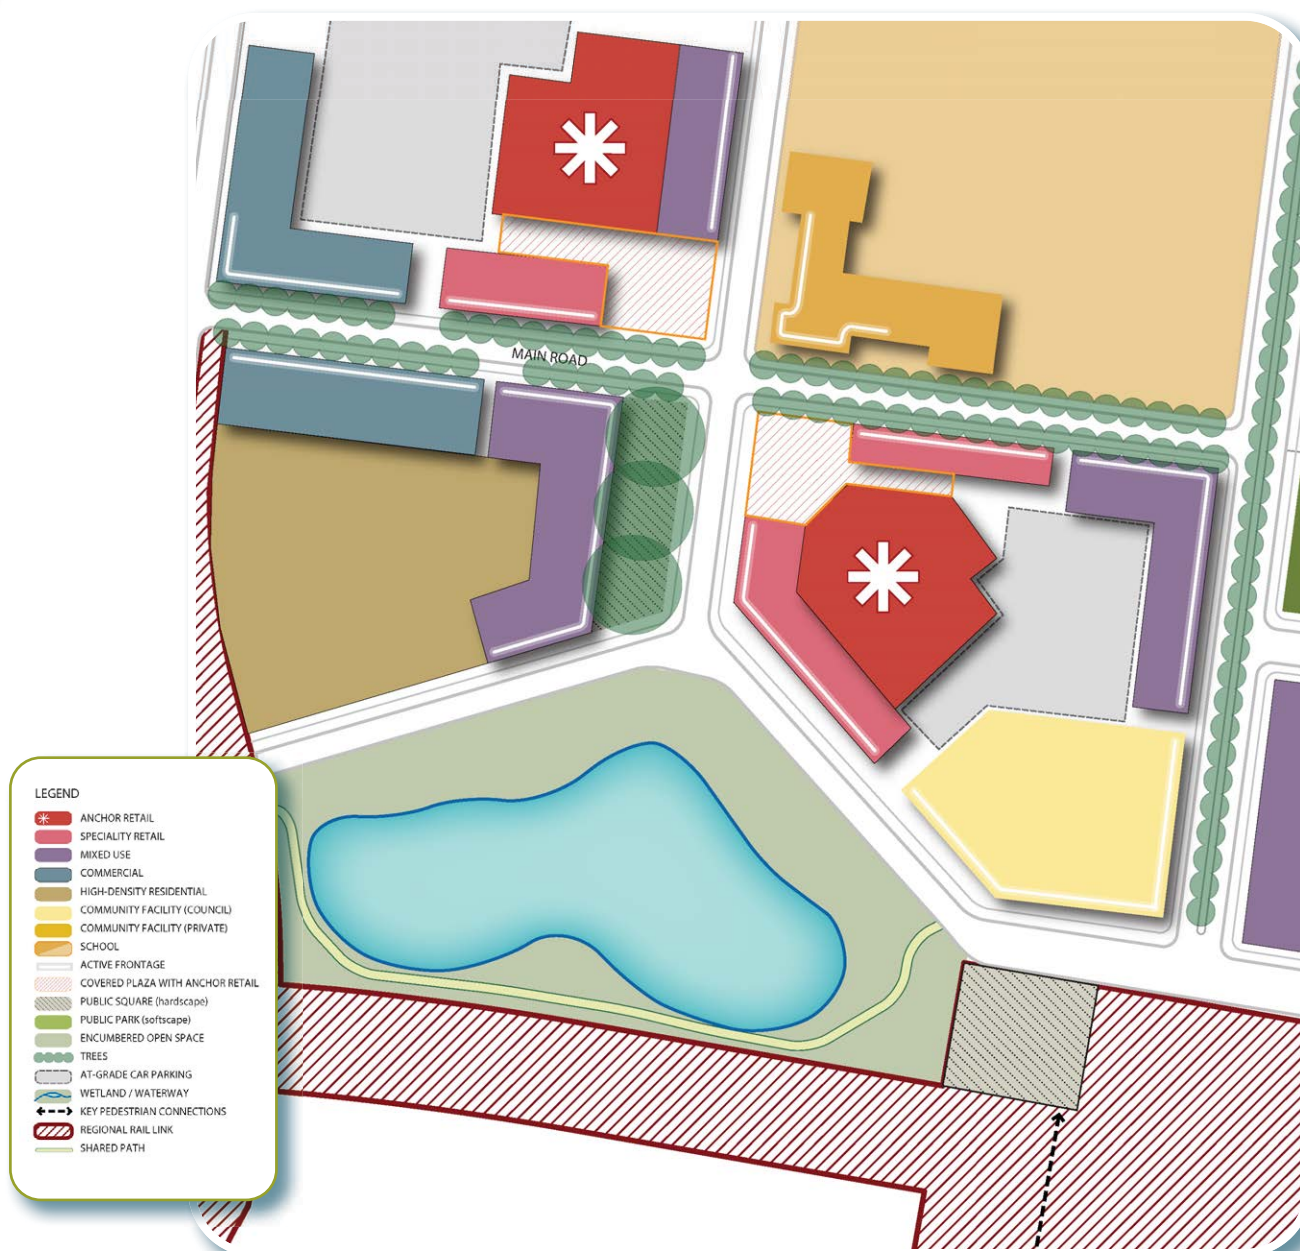 MAIN ROAD
LEGEND
ANCHOR RETAIL
SPECIALITY RETAIL
MIXED USE
COMMERCIAL
HIGH-DENSITY RESIDENTIAL
COMMUNITY FACILITY (COUNCIL)
COMMUNITY FACILITY (PRIVATE)
SCHOOL
ACTIVE FRONTAGE
COVERED PLAZA WITH ANCHOR RETAIL
PUBLIC SQUARE (hardscape)
PUBLIC PARK (softscape)
ENCUMBERED OPEN SPACE
TREES
AT-GRADE CAR PARKING
WETLAND / WATERWAY
KEY PEDESTRIAN CONNECTIONS
REGIONAL RAIL LINK
SHARED PATH